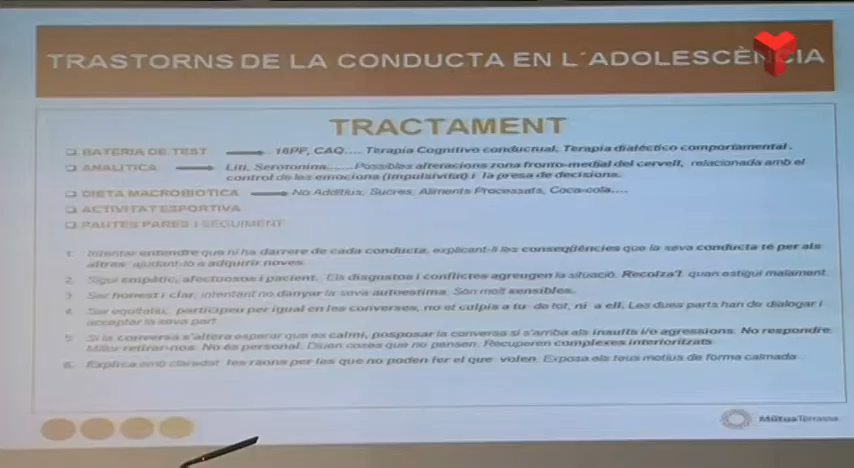 TRASTORNS DE LA CONDUCTA EN L´ADOLESCÈNCIA
TRACTAMENT
BATERIA DE TEST 16PF, CAQ.... Terapia Cognitivo conductual. Terapia dialéctico comportamental.
ANALITICA Liti, Serotonina...... Possibles alteracions zona fronto-medial del cervell, relacionada amb el
control de les emocions (impulsivitat) i la presa de decisions.
DIETA MACROBIOTICA No Additius, Sucres, Aliments Processats, Coca-cola....
ACTIVITAT ESPORTIVA
PAUTES PARES I SEGUIMENT
1. Intentar entendre que hi ha darrere de cada conducta, explicant-li les conseqüències que la seva conducta té per als
altres, ajudant-lo a adquirir noves.
2. Sigui empàtic, afectuosos i pacient. Els disgustos i conflictes agreugen la situació. Recolza'l quan estigui malament.
3. Ser honest i clar, intentant no danyar la seva autoestima. Són molt sensibles.
4. Ser equitatiu, participeu per igual en les converses, no et culpis a tu de tot, ni a ell. Les dues parts han de dialogar i
acceptar la seva part.
5. Si la conversa s'altera esperar que es calmi, posposar la conversa si s'arriba als insults i/o agressions. No respondre.
Millor retirar-nos. No és personal. Diuen coses que no pensen. Recuperen complexes interioritzats.
6. Explica amb claredat les raons per les que no poden fer el que volen. Exposa els teus motius de forma calmada.
MútuaTerrassa